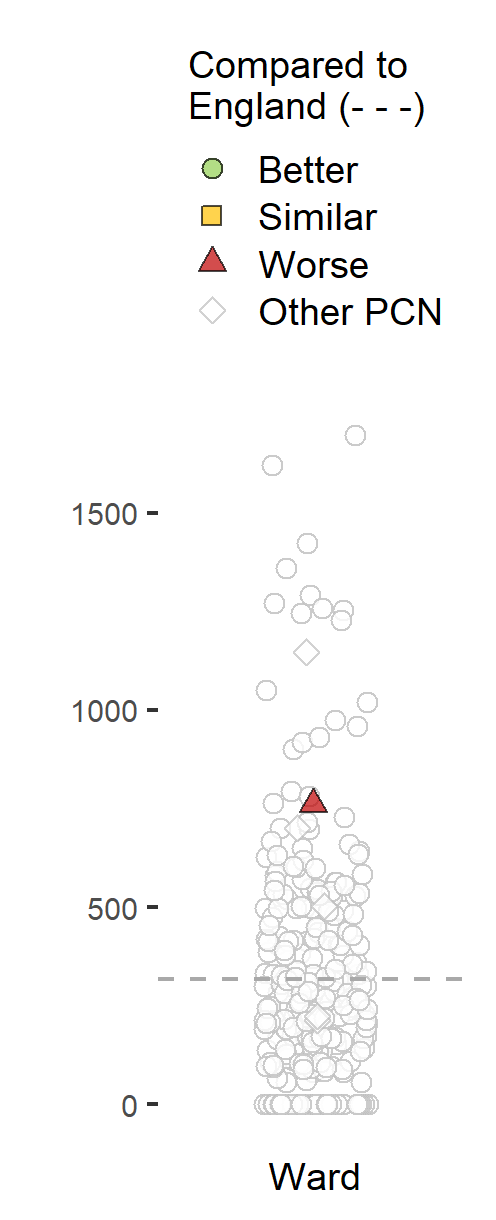 Compared to
England (- - -)
Better
Similar
Worse
Other PCN
1500
1000
500
0
Ward